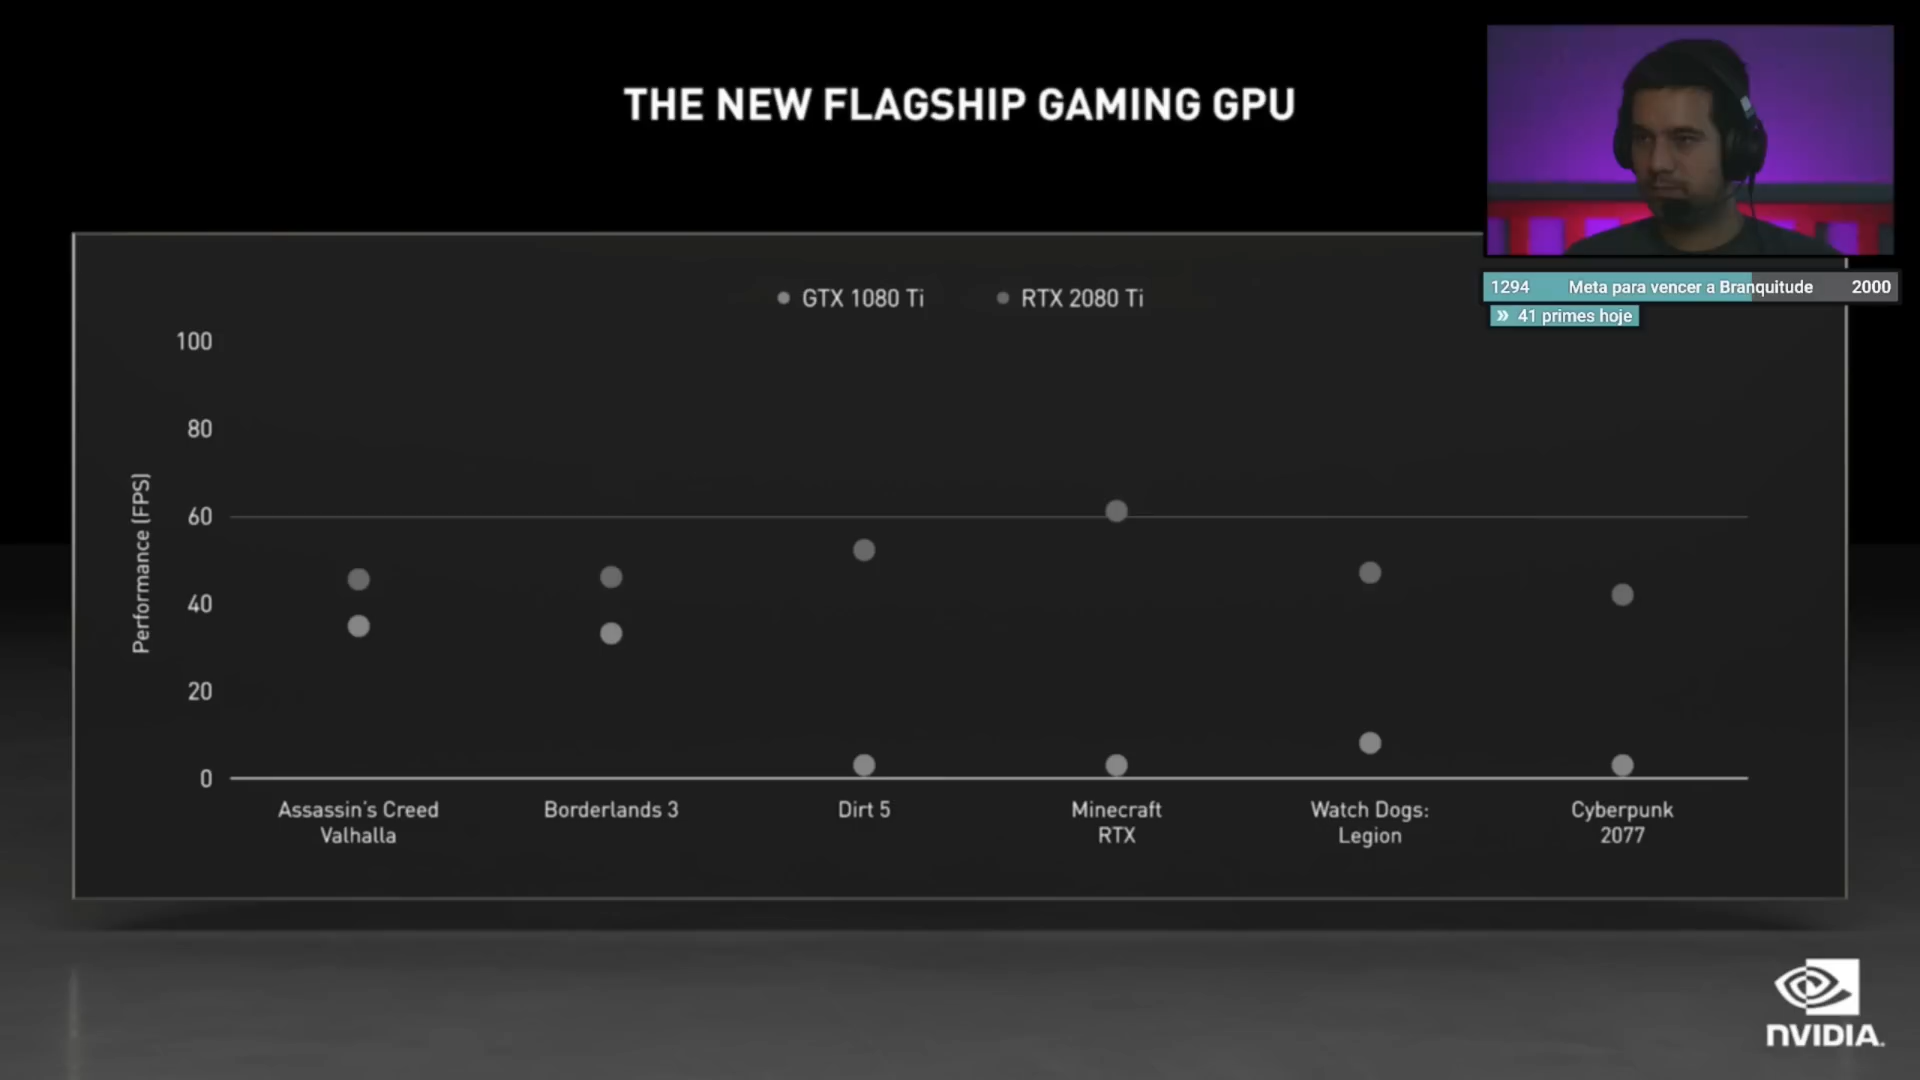 THE NEW FLAGSHIP GAMING GPU
1294 Meta para vencer a Branquitude 2000
» 41 primes hoje
GTX 1080 Ti RTX 2080 Ti
100
80
60
40
20
0
Performance (FPS)
Assassin's Creed
Valhalla
Borderlands 3
Dirt 5
Minecraft
RTX
Watch Dogs:
Legion
Cyberpunk
2077
NVIDIA.